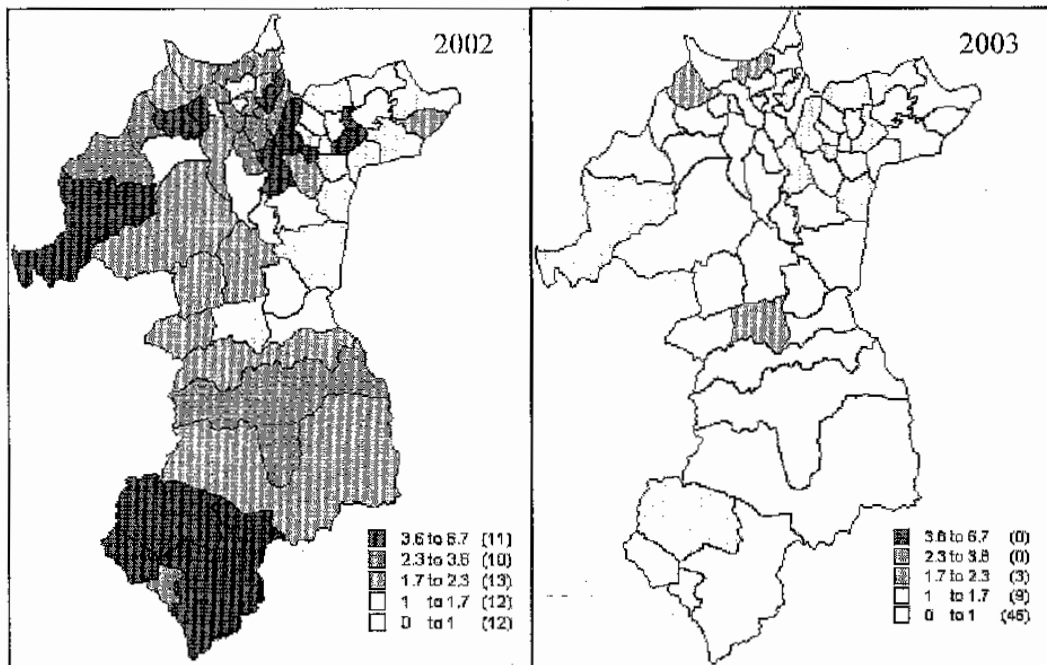 2002
3.6 to 6.7 (11)
2.3 to 3.6 (10)
1.7 to 2.3 (13)
1 to 1.7 (12)
0 to 1 (12)
2003
3.6 to 6.7 (0)
2.3 to 3.6 (0)
1.7 to 2.3 (3)
1 to 1.7 (9)
0 to 1 (46)